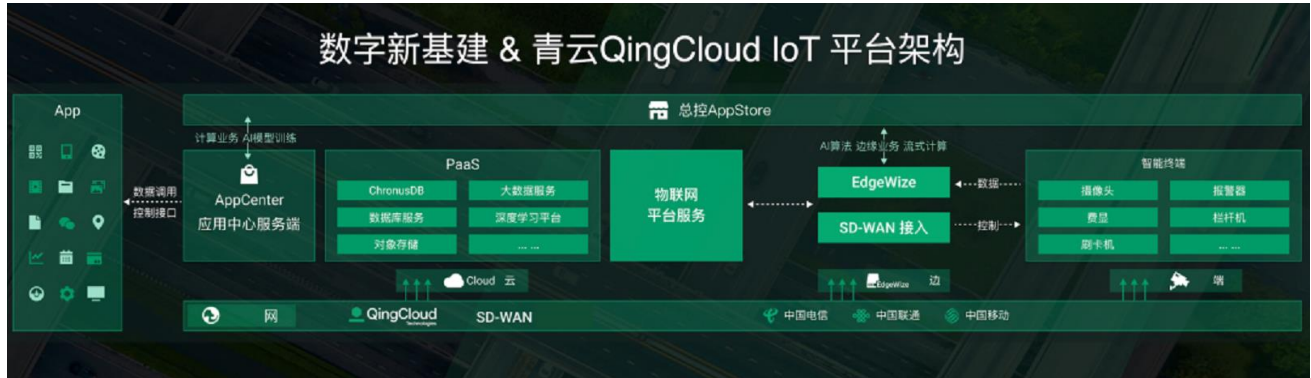 数字新基建 & 青云QingCloud IoT 平台架构
App
总控AppStore
计算业务 AI模型训练
AI算法 边缘业务 流式计算
数据调用
控制接口
AppCenter
应用中心服务端
PaaS
ChronusDB
大数据服务
数据库服务
深度学习平台
对象存储
... ...
物联网
平台服务
EdgeWize
SD-WAN 接入
数据
控制
智能终端
摄像头
报警器
费显
栏杆机
刷卡机
... ...
Cloud 云
EdgeWize 边
端
网
QingCloud
Technologies
SD-WAN
中国电信
中国联通
中国移动